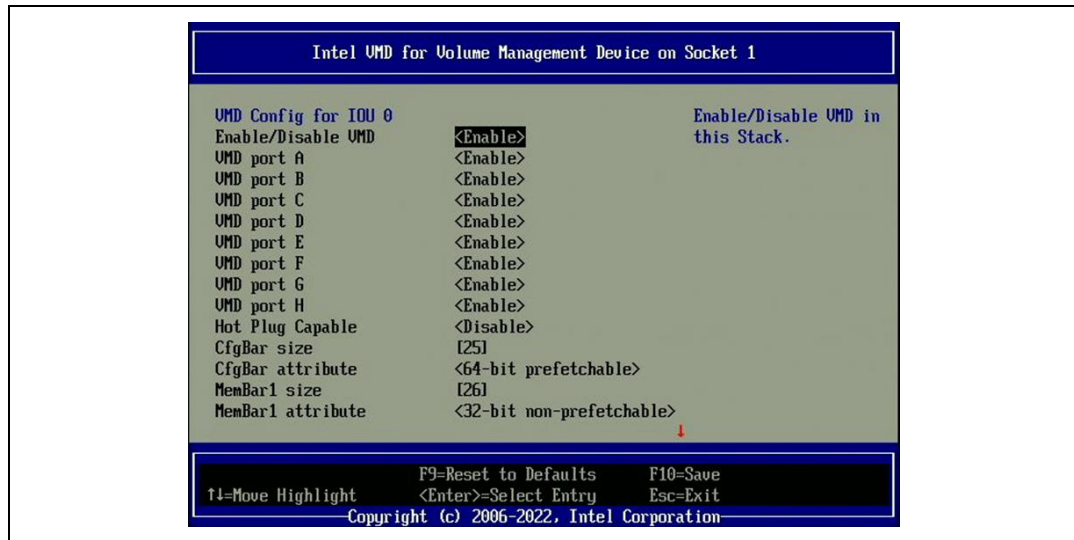 Intel VMD for Volume Management Device on Socket 1
VMD Config for IOU 0 Enable/Disable VMD in
Enable/Disable VMD <Enable> this Stack.
VMD port A <Enable>
VMD port B <Enable>
VMD port C <Enable>
VMD port D <Enable>
VMD port E <Enable>
VMD port F <Enable>
VMD port G <Enable>
VMD port H <Enable>
Hot Plug Capable <Disable>
CfgBar size [25]
CfgBar attribute <64-bit prefetchable>
MemBar1 size [26]
MemBar1 attribute <32-bit non-prefetchable>
↓
F9=Reset to Defaults F10=Save
↑↓=Move Highlight <Enter>=Select Entry Esc=Exit
Copyright (c) 2006-2022, Intel Corporation